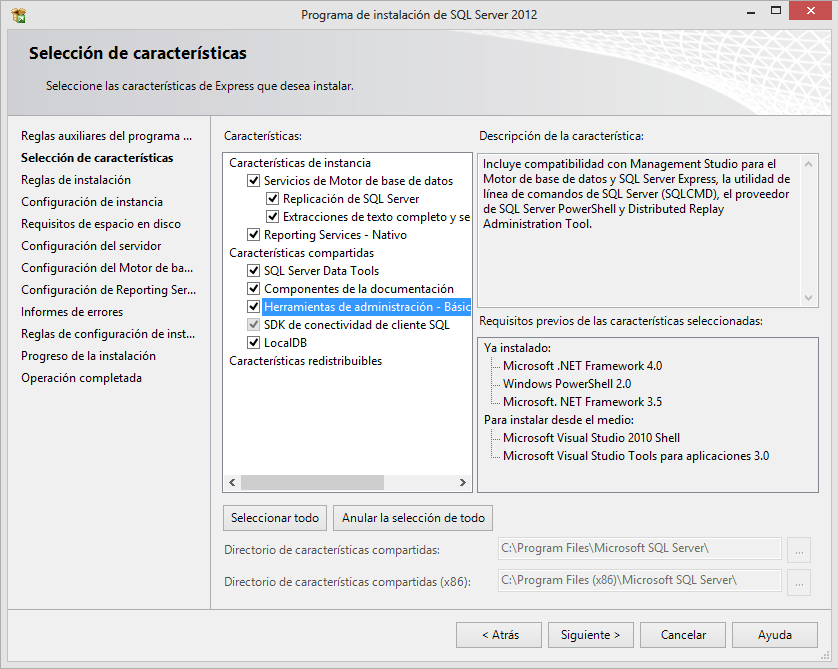 Programa de instalación de SQL Server 2012
Selección de características
Seleccione las características de Express que desea instalar.
Reglas auxiliares del programa ...
Selección de características
Reglas de instalación
Configuración de instancia
Requisitos de espacio en disco
Configuración del servidor
Configuración del Motor de ba...
Configuración de Reporting Ser...
Informes de errores
Reglas de configuración de inst...
Progreso de la instalación
Operación completada
Características:
Características de instancia
Servicios de Motor de base de datos
Replicación de SQL Server
Extracciones de texto completo y se
Reporting Services - Nativo
Características compartidas
SQL Server Data Tools
Componentes de la documentación
Herramientas de administración - Básic
SDK de conectividad de cliente SQL
LocalDB
Características redistribuibles
Descripción de la característica:
Incluye compatibilidad con Management Studio para el
Motor de base de datos y SQL Server Express, la utilidad de
línea de comandos de SQL Server (SQLCMD), el proveedor
de SQL Server PowerShell y Distributed Replay
Administration Tool.
Requisitos previos de las características seleccionadas:
Ya instalado:
Microsoft .NET Framework 4.0
Windows PowerShell 2.0
Microsoft. NET Framework 3.5
Para instalar desde el medio:
Microsoft Visual Studio 2010 Shell
Microsoft Visual Studio Tools para aplicaciones 3.0
Seleccionar todo
Anular la selección de todo
Directorio de características compartidas:
C:\Program Files\Microsoft SQL Server\
...
Directorio de características compartidas (x86):
C:\Program Files (x86)\Microsoft SQL Server\
...
< Atrás
Siguiente >
Cancelar
Ayuda